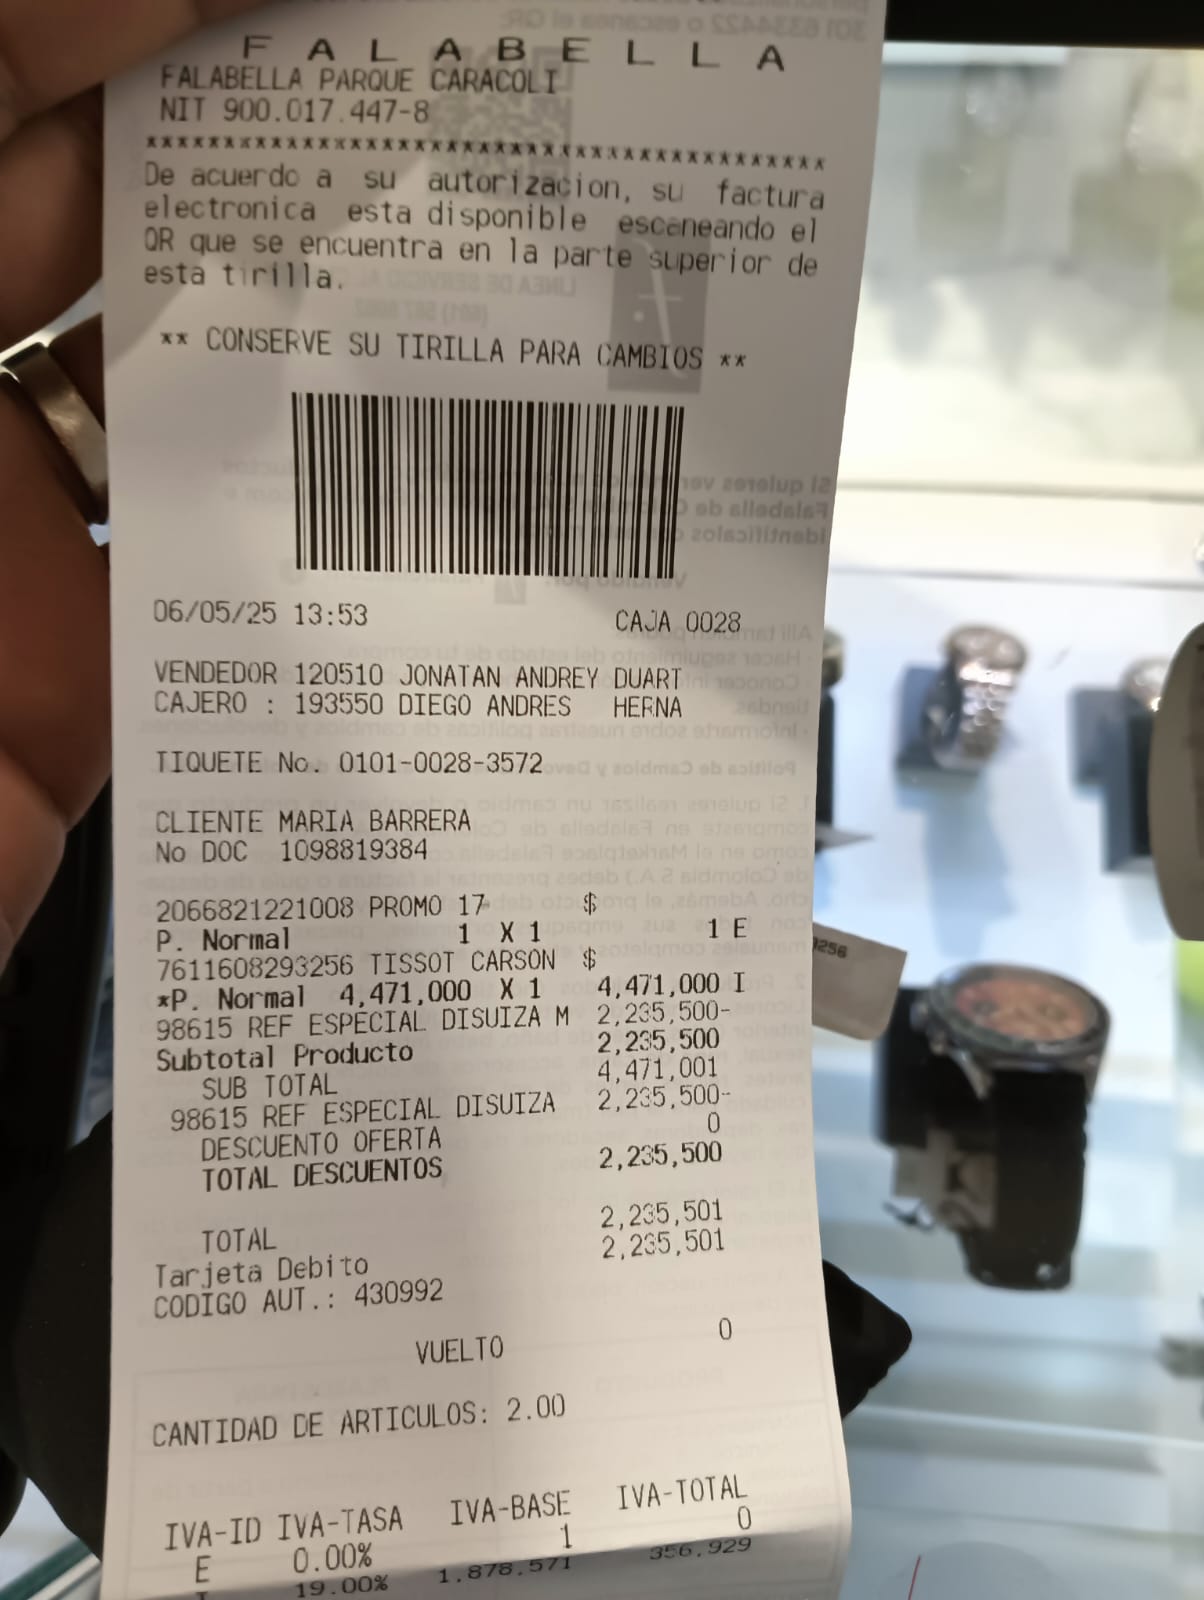 301 6334422 o escanea el QR:
F A L A B E L L A
FALABELLA PARQUE CARACOLI
NIT 900.017.447-8
********************************************
De acuerdo a su autorizacion, su factura
electronica esta disponible escaneando el
QR que se encuentra en la parte superior de
esta tirilla.
** CONSERVE SU TIRILLA PARA CAMBIOS **
06/05/25 13:53 CAJA 0028
VENDEDOR 120510 JONATAN ANDREY DUART
CAJERO : 193550 DIEGO ANDRES HERNA
TIQUETE No. 0101-0028-3572
CLIENTE MARIA BARRERA
No DOC 1098819384
2066821221008 PROMO 17- $
P. Normal 1 X 1 1 E
7611608293256 TISSOT CARSON $
*P. Normal 4,471,000 X 1 4,471,000 I
98615 REF ESPECIAL DISUIZA M 2,235,500-
Subtotal Producto 2,235,500
SUB TOTAL 4,471,001
98615 REF ESPECIAL DISUIZA 2,235,500-
DESCUENTO OFERTA 0
TOTAL DESCUENTOS 2,235,500
TOTAL 2,235,501
Tarjeta Debito 2,235,501
CODIGO AUT.: 430992
VUELTO 0
CANTIDAD DE ARTICULOS: 2.00
IVA-ID IVA-TASA IVA-BASE IVA-TOTAL
E 0.00% 1 0
I 19.00% 1.878,571 356.929
3256